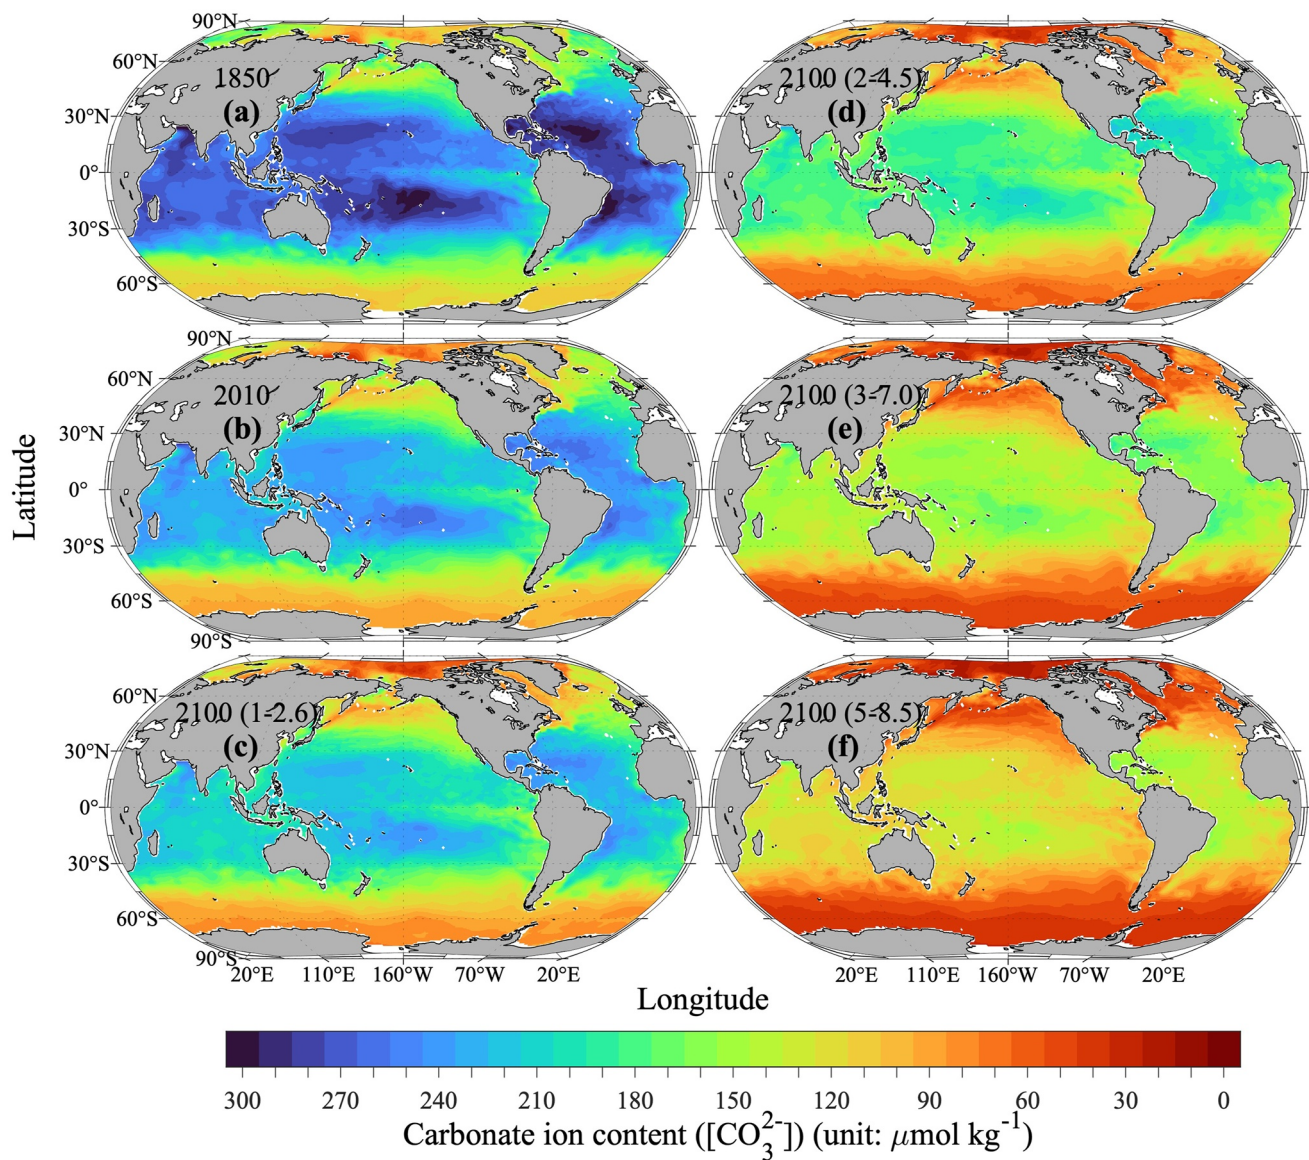 90°N
60°N
30°N
0°
30°S
60°S
1850
(a)
2100 (2-4.5)
(d)
90°N
60°N
30°N
0°
30°S
60°S
90°S
2010
(b)
2100 (3-7.0)
(e)
Latitude
60°N
30°N
0°
30°S
60°S
90°S
2100 (1-2.6)
(c)
2100 (5-8.5)
(f)
20°E 110°E 160°W 70°W 20°E 20°E 110°E 160°W 70°W 20°E
Longitude
300 270 240 210 180 150 120 90 60 30 0
Carbonate ion content ([CO₃²⁻]) (unit: μmol kg⁻¹)